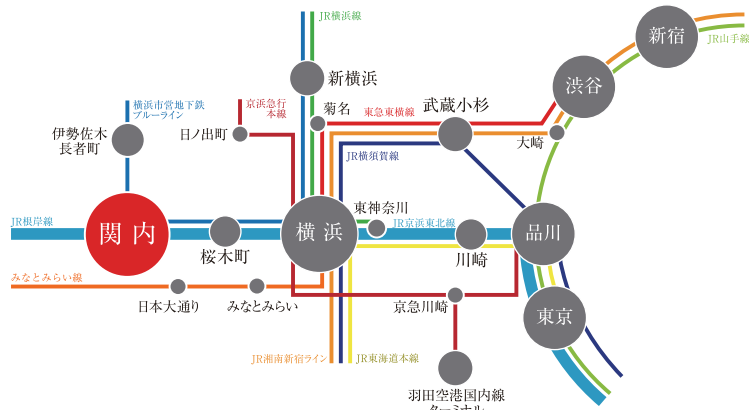 JR横浜線
新宿
JR山手線
渋谷
新横浜
横浜市営地下鉄
ブルーライン
京浜急行
本線
菊名
東急東横線
武蔵小杉
伊勢佐木
長者町
日ノ出町
大崎
JR横須賀線
東神奈川
JR根岸線
JR京浜東北線
関内
横浜
品川
桜木町
川崎
みなとみらい線
日本大通り
みなとみらい
京急川崎
東京
JR湘南新宿ライン
JR東海道本線
羽田空港国内線
ターミナル